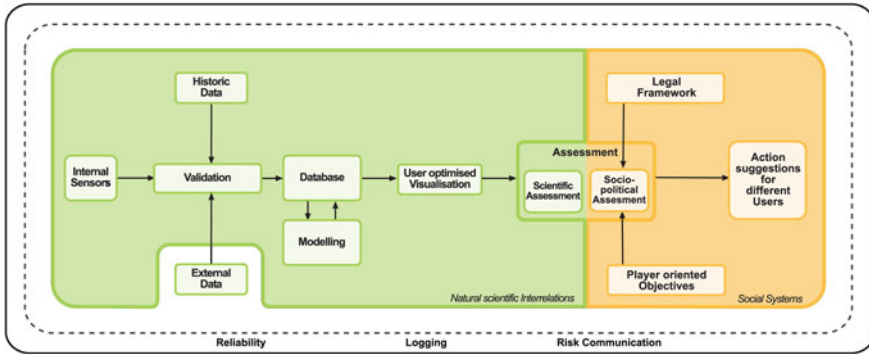 Historic
Data
Legal
Framework
Internal
Sensors
Validation
Database
User optimised
Visualisation
Assessment
Scientific
Assessment
Socio-
political
Assesment
Action
suggestions
for
different
Users
Modelling
External
Data
Player oriented
Objectives
Natural scientific Interrelations
Social Systems
Reliability
Logging
Risk Communication